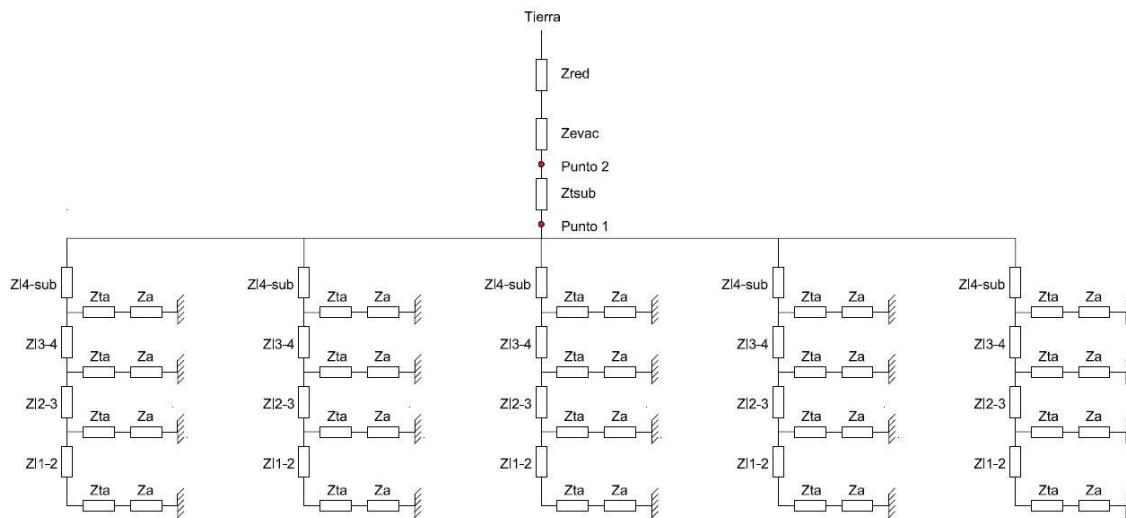 Tierra
Zred
Zevac
Punto 2
Ztsub
Punto 1
Zl4-sub Zl4-sub Zl4-sub Zl4-sub Zl4-sub
Zta Za Zta Za Zta Za Zta Za Zta Za
Zl3-4 Zl3-4 Zl3-4 Zl3-4 Zl3-4
Zta Za Zta Za Zta Za Zta Za Zta Za
Zl2-3 Zl2-3 Zl2-3 Zl2-3 Zl2-3
Zta Za Zta Za Zta Za Zta Za Zta Za
Zl1-2 Zl1-2 Zl1-2 Zl1-2 Zl1-2
Zta Za Zta Za Zta Za Zta Za Zta Za